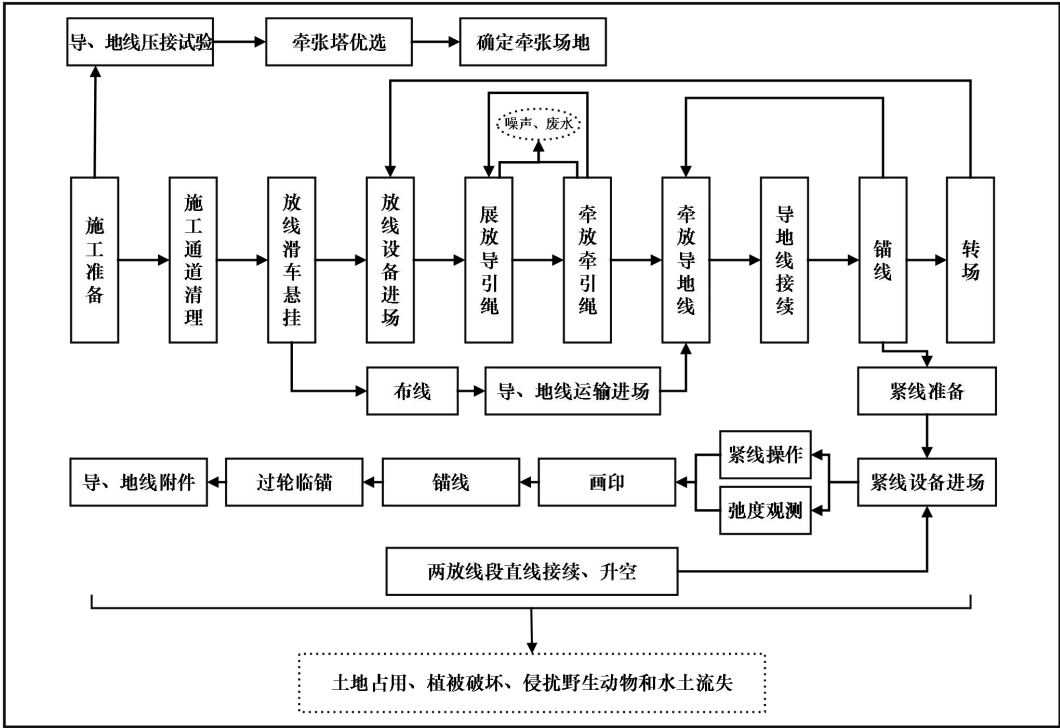 导、地线压接试验
牵张塔优选
确定牵张场地
噪声、废水
施工准备
施工通道清理
放线滑车悬挂
放线设备进场
展放导引绳
牵放牵引绳
牵放导地线
导地线接续
锚线
转场
布线
导、地线运输进场
紧线准备
导、地线附件
过轮临锚
锚线
画印
紧线操作
弛度观测
紧线设备进场
两放线段直线接续、升空
土地占用、植被破坏、侵扰野生动物和水土流失